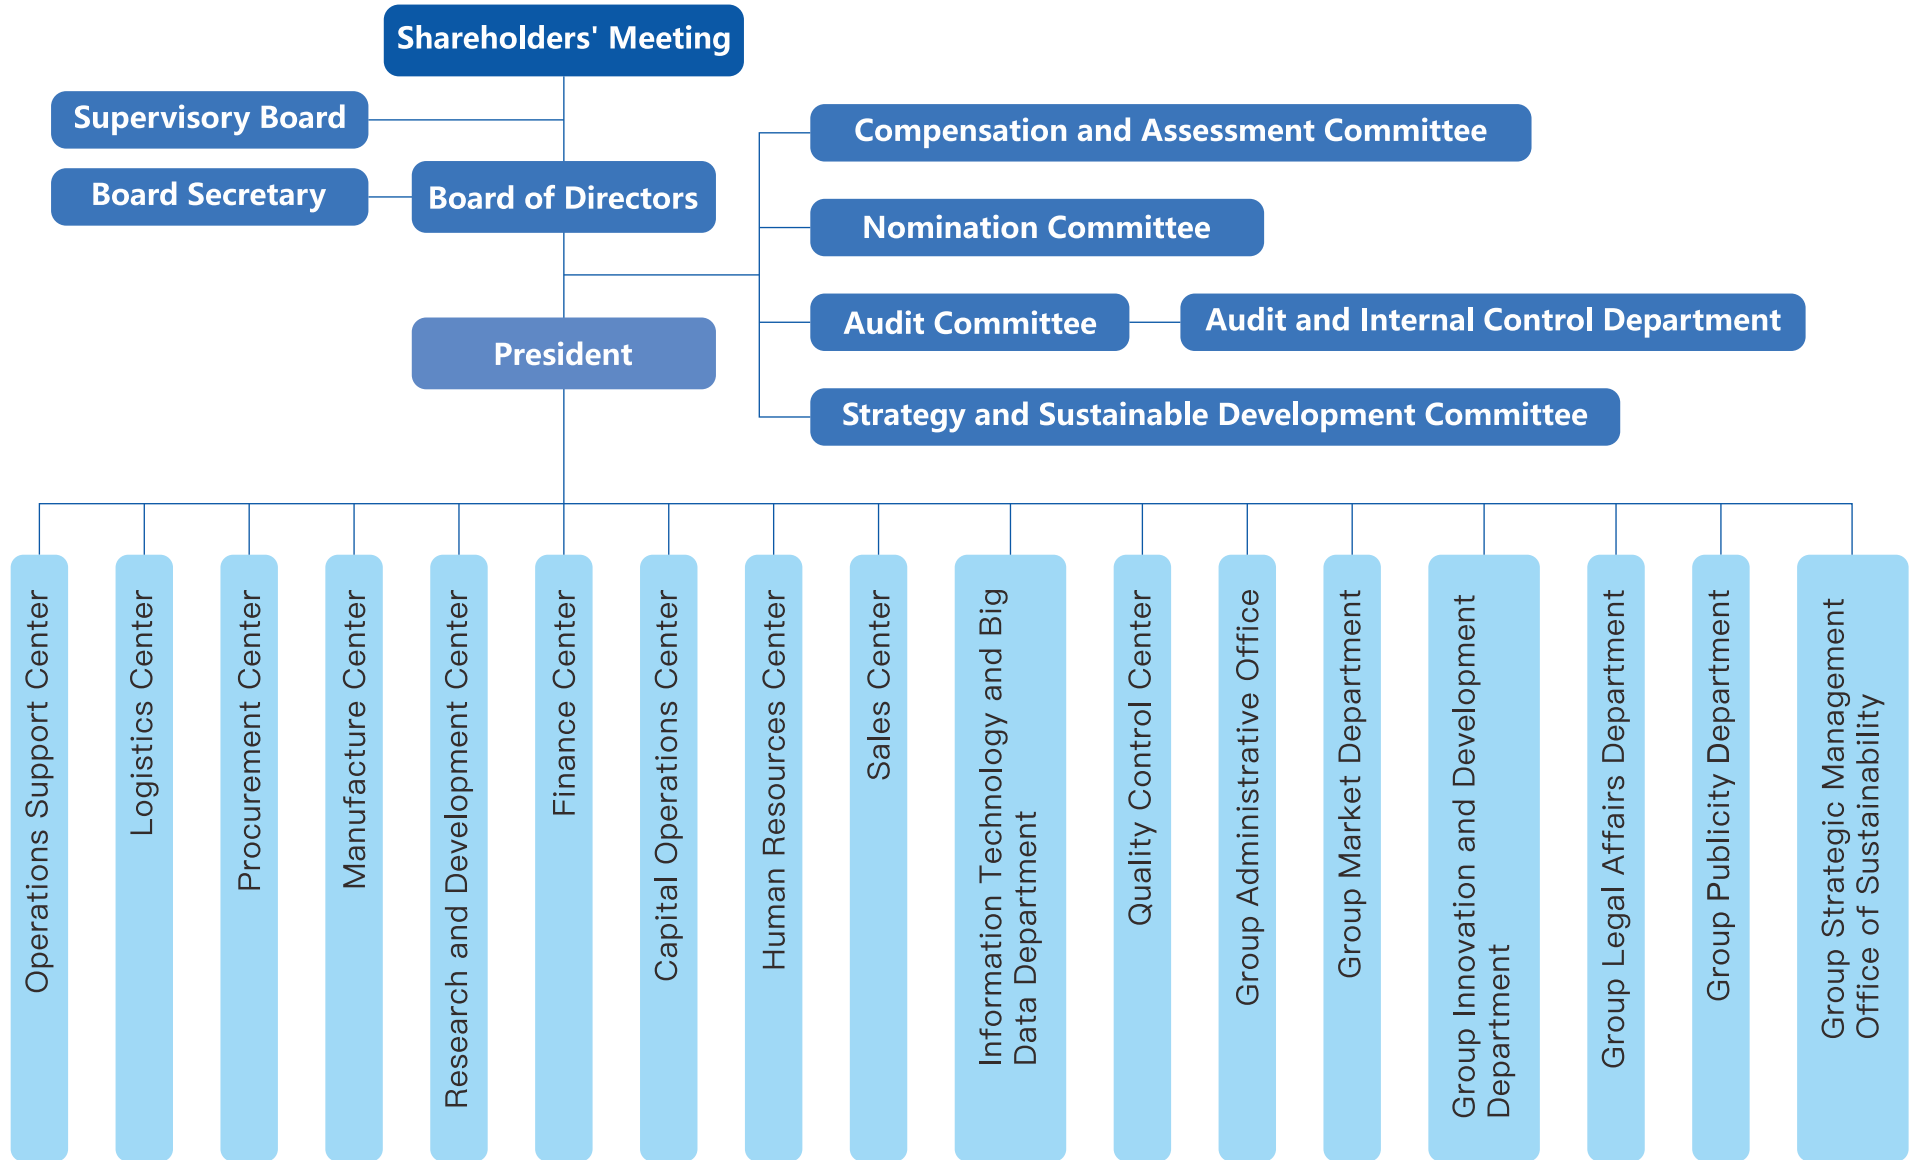 Shareholders' Meeting
Supervisory Board
Board Secretary
Board of Directors
President
Compensation and Assessment Committee
Nomination Committee
Audit Committee
Audit and Internal Control Department
Strategy and Sustainable Development Committee
Operations Support Center
Logistics Center
Procurement Center
Manufacture Center
Research and Development Center
Finance Center
Capital Operations Center
Human Resources Center
Sales Center
Information Technology and Big
Data Department
Quality Control Center
Group Administrative Office
Group Market Department
Group Innovation and Development
Department
Group Legal Affairs Department
Group Publicity Department
Group Strategic Management
Office of Sustainability